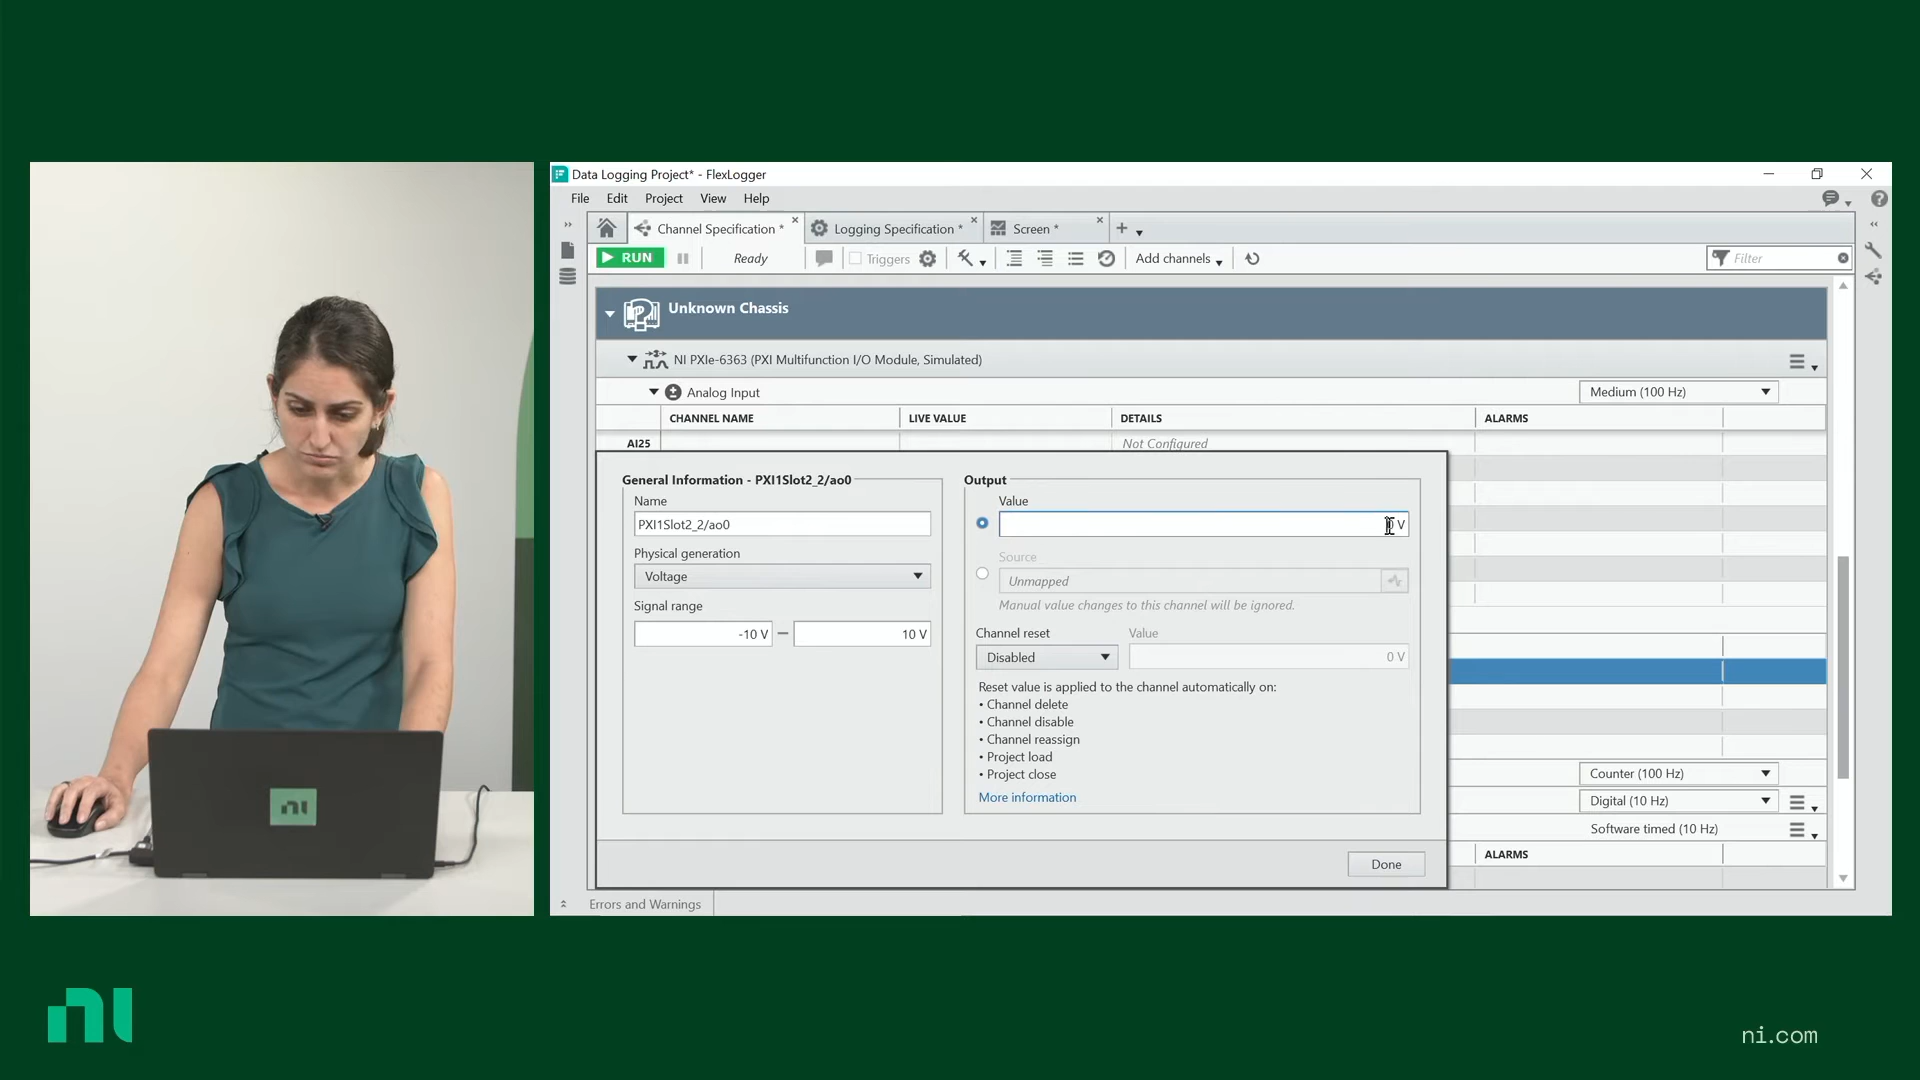 Data Logging Project* - FlexLogger
File Edit Project View Help
Channel Specification * Logging Specification * Screen *
RUN Ready Triggers Add channels Filter
Unknown Chassis
NI PXIe-6363 (PXI Multifunction I/O Module, Simulated)
Analog Input Medium (100 Hz)
CHANNEL NAME LIVE VALUE DETAILS ALARMS
AI25 Not Configured
General Information - PXI1Slot2_2/ao0
Name
PXI1Slot2_2/ao0
Physical generation
Voltage
Signal range
-10 V – 10 V
Output
Value
V
Source
Unmapped
Manual value changes to this channel will be ignored.
Channel reset Value
Disabled 0 V
Reset value is applied to the channel automatically on:
• Channel delete
• Channel disable
• Channel reassign
• Project load
• Project close
More information
Done
Counter (100 Hz)
Digital (10 Hz)
Software timed (10 Hz)
ALARMS
Errors and Warnings
ni
ni
ni.com